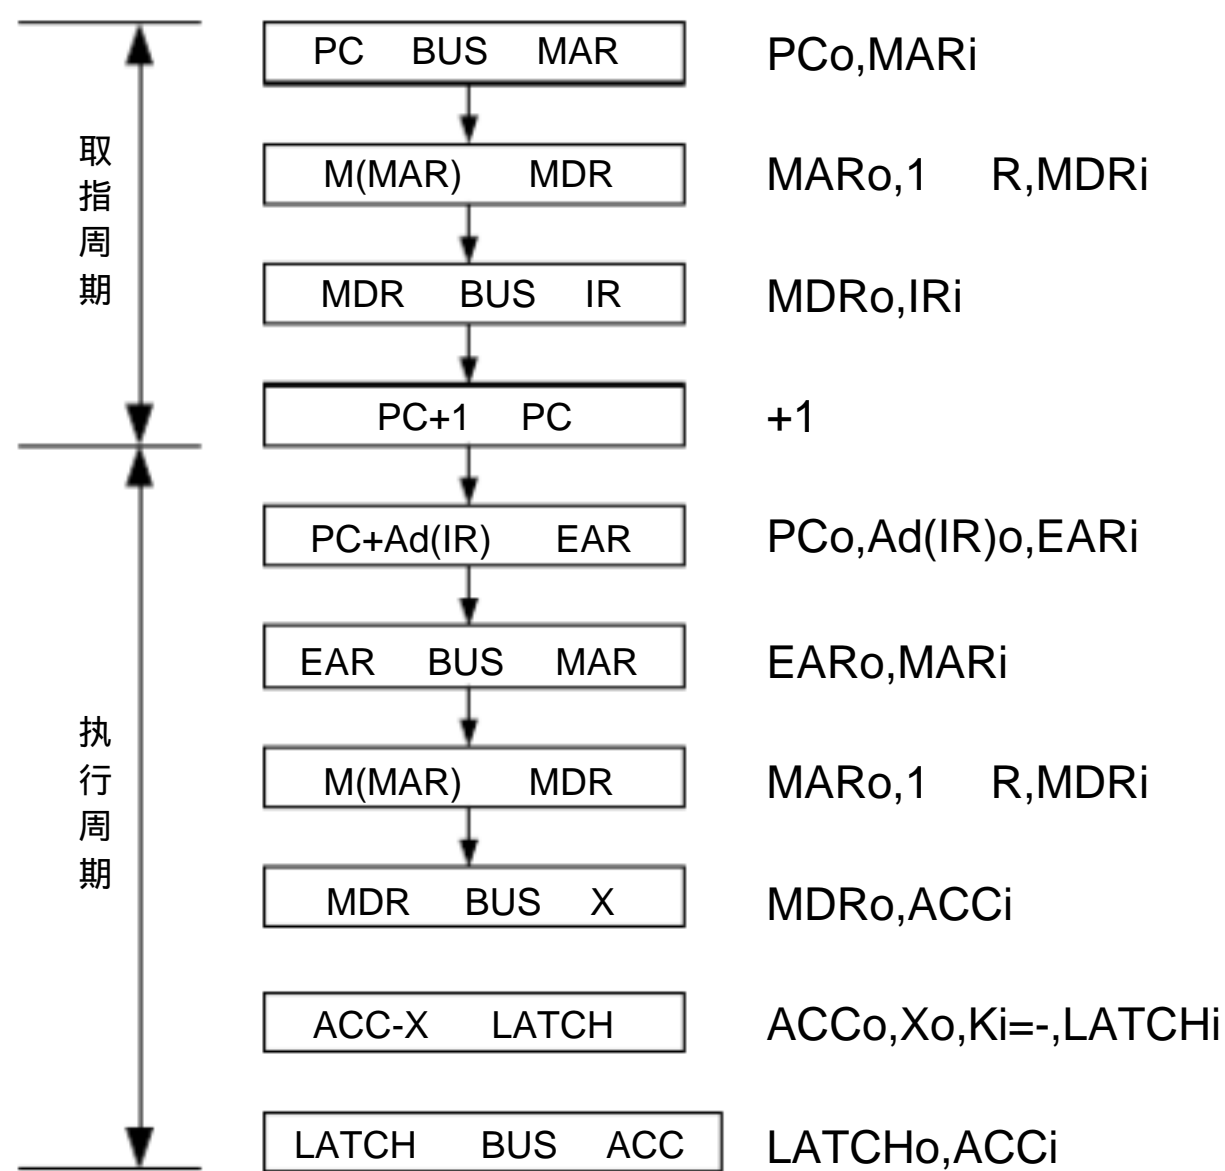 PC BUS MAR PCo,MARi
M(MAR) MDR MARo,1 R,MDRi
MDR BUS IR MDRo,IRi
PC+1 PC +1
取指周期
PC+Ad(IR) EAR PCo,Ad(IR)o,EARi
EAR BUS MAR EARo,MARi
M(MAR) MDR MARo,1 R,MDRi
MDR BUS X MDRo,ACCi
ACC-X LATCH ACCo,Xo,Ki=-,LATCHi
LATCH BUS ACC LATCHo,ACCi
执行周期